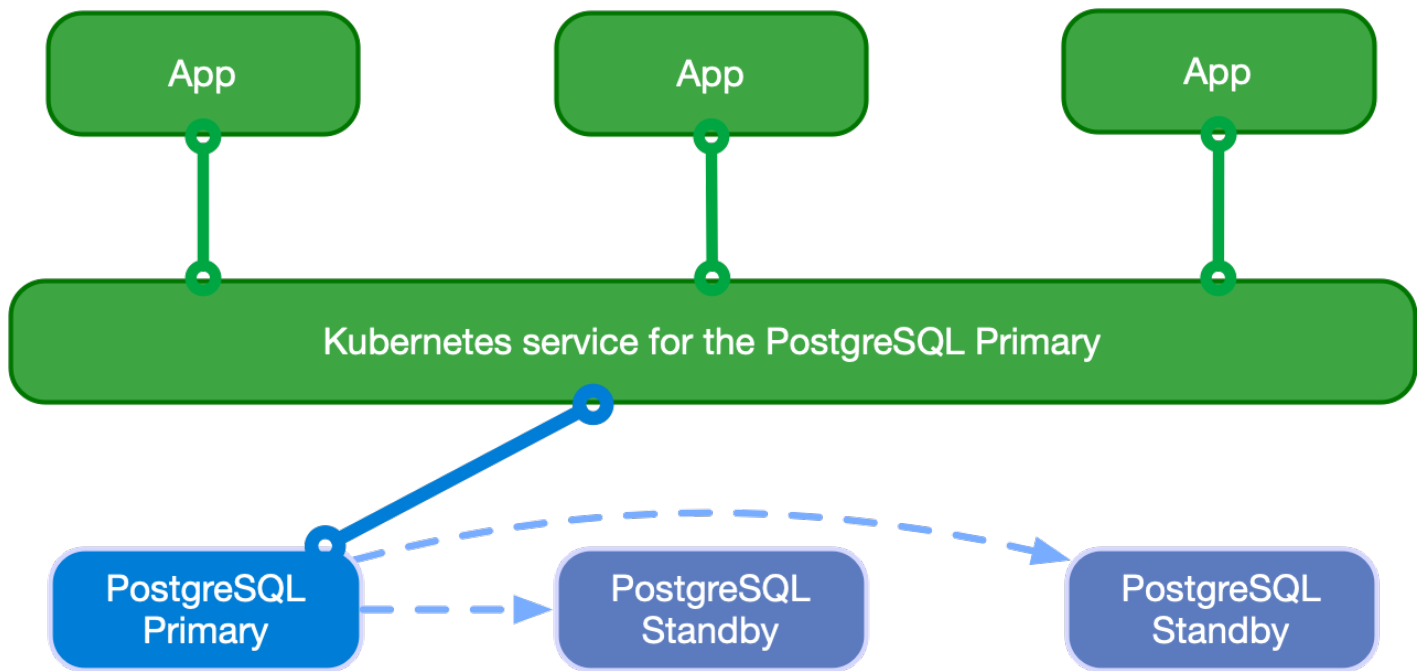 App
App
App
Kubernetes service for the PostgreSQL Primary
PostgreSQL
Primary
PostgreSQL
Standby
PostgreSQL
Standby